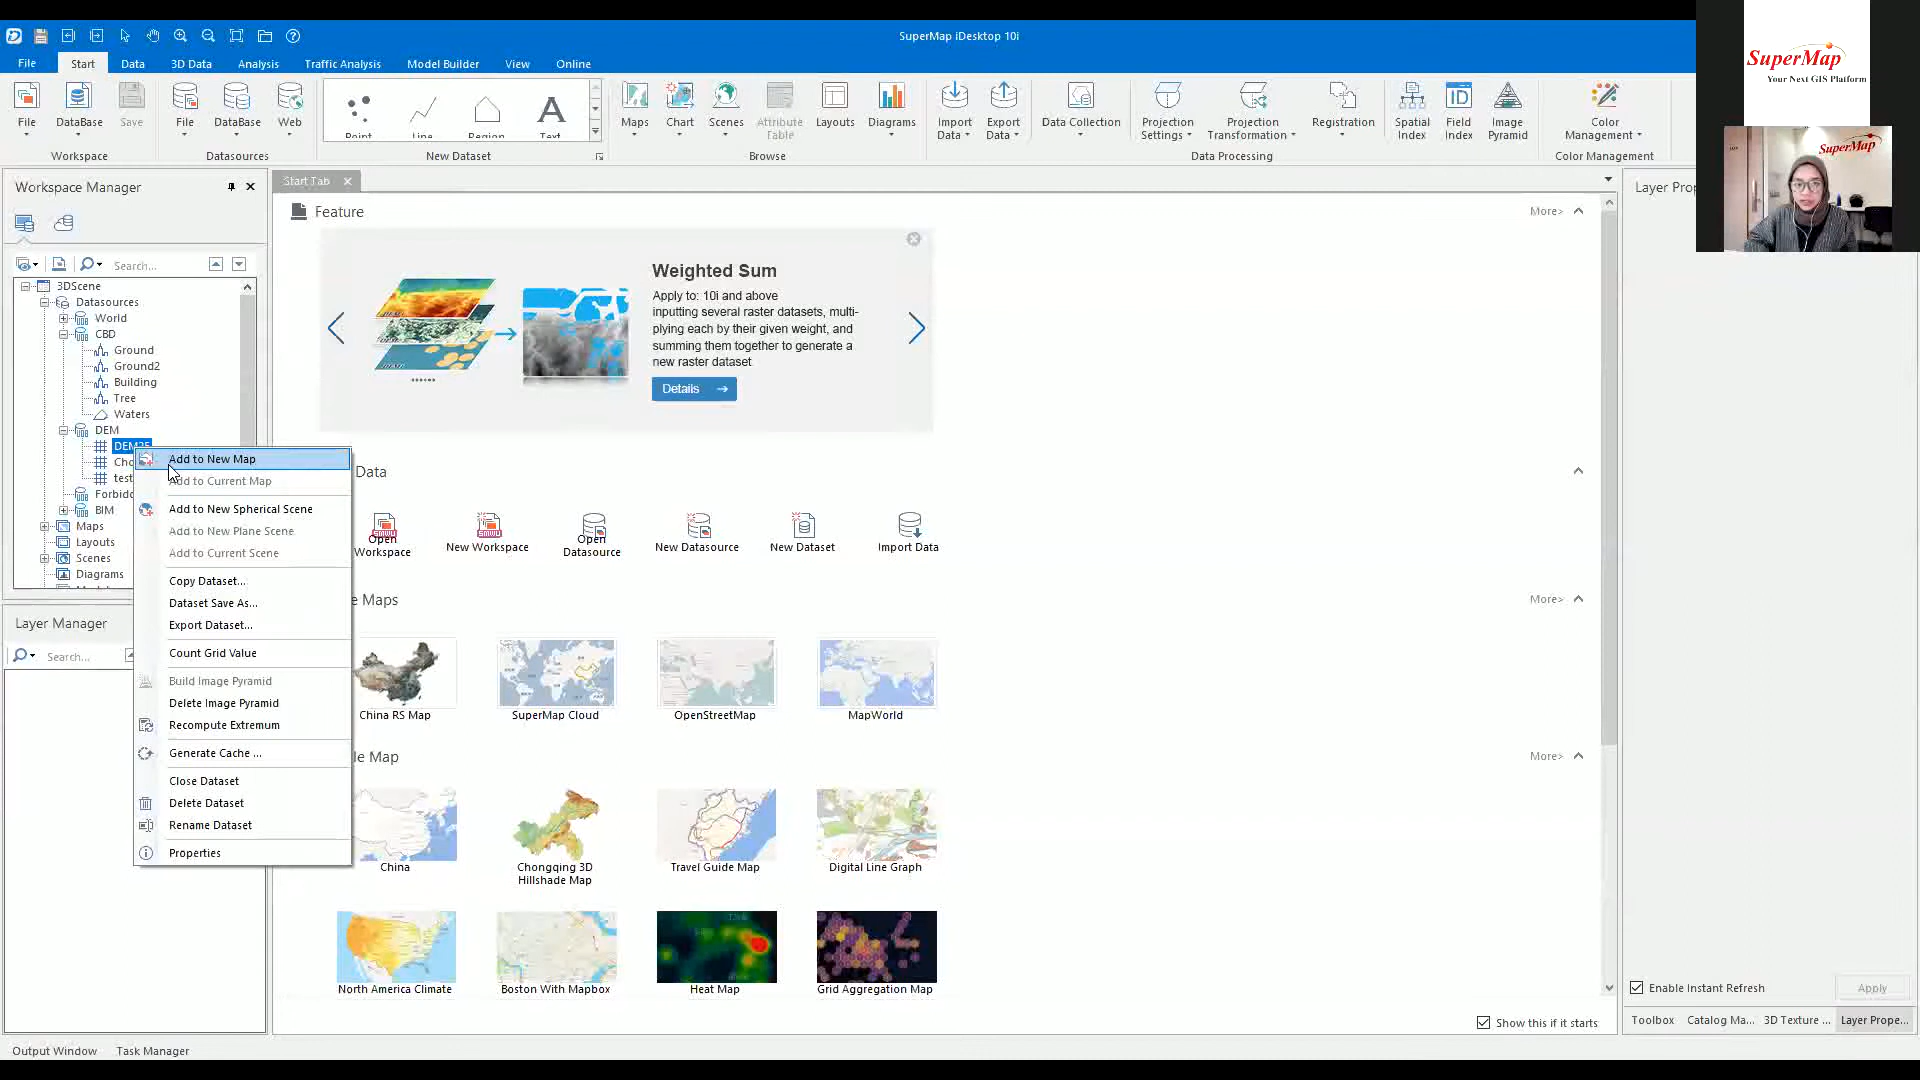 SuperMap iDesktop 10i
SuperMap
Your Next GIS Platform
File
Start
Data
3D Data
Analysis
Traffic Analysis
Model Builder
View
Online
File
DataBase
Save
Workspace
File
DataBase
Web
Datasources
Point
Line
Region
Text
New Dataset
Maps
Chart
Scenes
Attribute
Table
Layouts
Diagrams
Browse
Import
Data
Export
Data
Data Collection
Projection
Settings
Projection
Transformation
Registration
Spatial
Index
Field
Index
Image
Pyramid
Data Processing
Color
Management
Color Management
SuperMap
Workspace Manager
Search...
3DScene
Datasources
World
CBD
Ground
Ground2
Building
Tree
Waters
DEM
BIM
Maps
Layouts
Scenes
Diagrams
Layer Manager
Search...
Add to New Map
Add to Current Map
Add to New Spherical Scene
Add to New Plane Scene
Add to Current Scene
Copy Dataset...
Dataset Save As...
Export Dataset...
Count Grid Value
Build Image Pyramid
Delete Image Pyramid
Recompute Extremum
Generate Cache ...
Close Dataset
Delete Dataset
Rename Dataset
Properties
Start Tab
Feature
More>
Weighted Sum
Apply to: 10i and above
inputting several raster datasets, multi-
plying each by their given weight, and
summing them together to generate a
new raster dataset
Details
Data
Open
Workspace
New Workspace
Open
Datasource
New Datasource
New Dataset
Import Data
Maps
More>
China RS Map
SuperMap Cloud
OpenStreetMap
MapWorld
Map
More>
China
Chongqing 3D
Hillshade Map
Travel Guide Map
Digital Line Graph
North America Climate
Boston With Mapbox
Heat Map
Grid Aggregation Map
Show this if it starts
Enable Instant Refresh
Apply
Toolbox
Catalog Ma...
3D Texture ...
Layer Prope...
Output Window
Task Manager